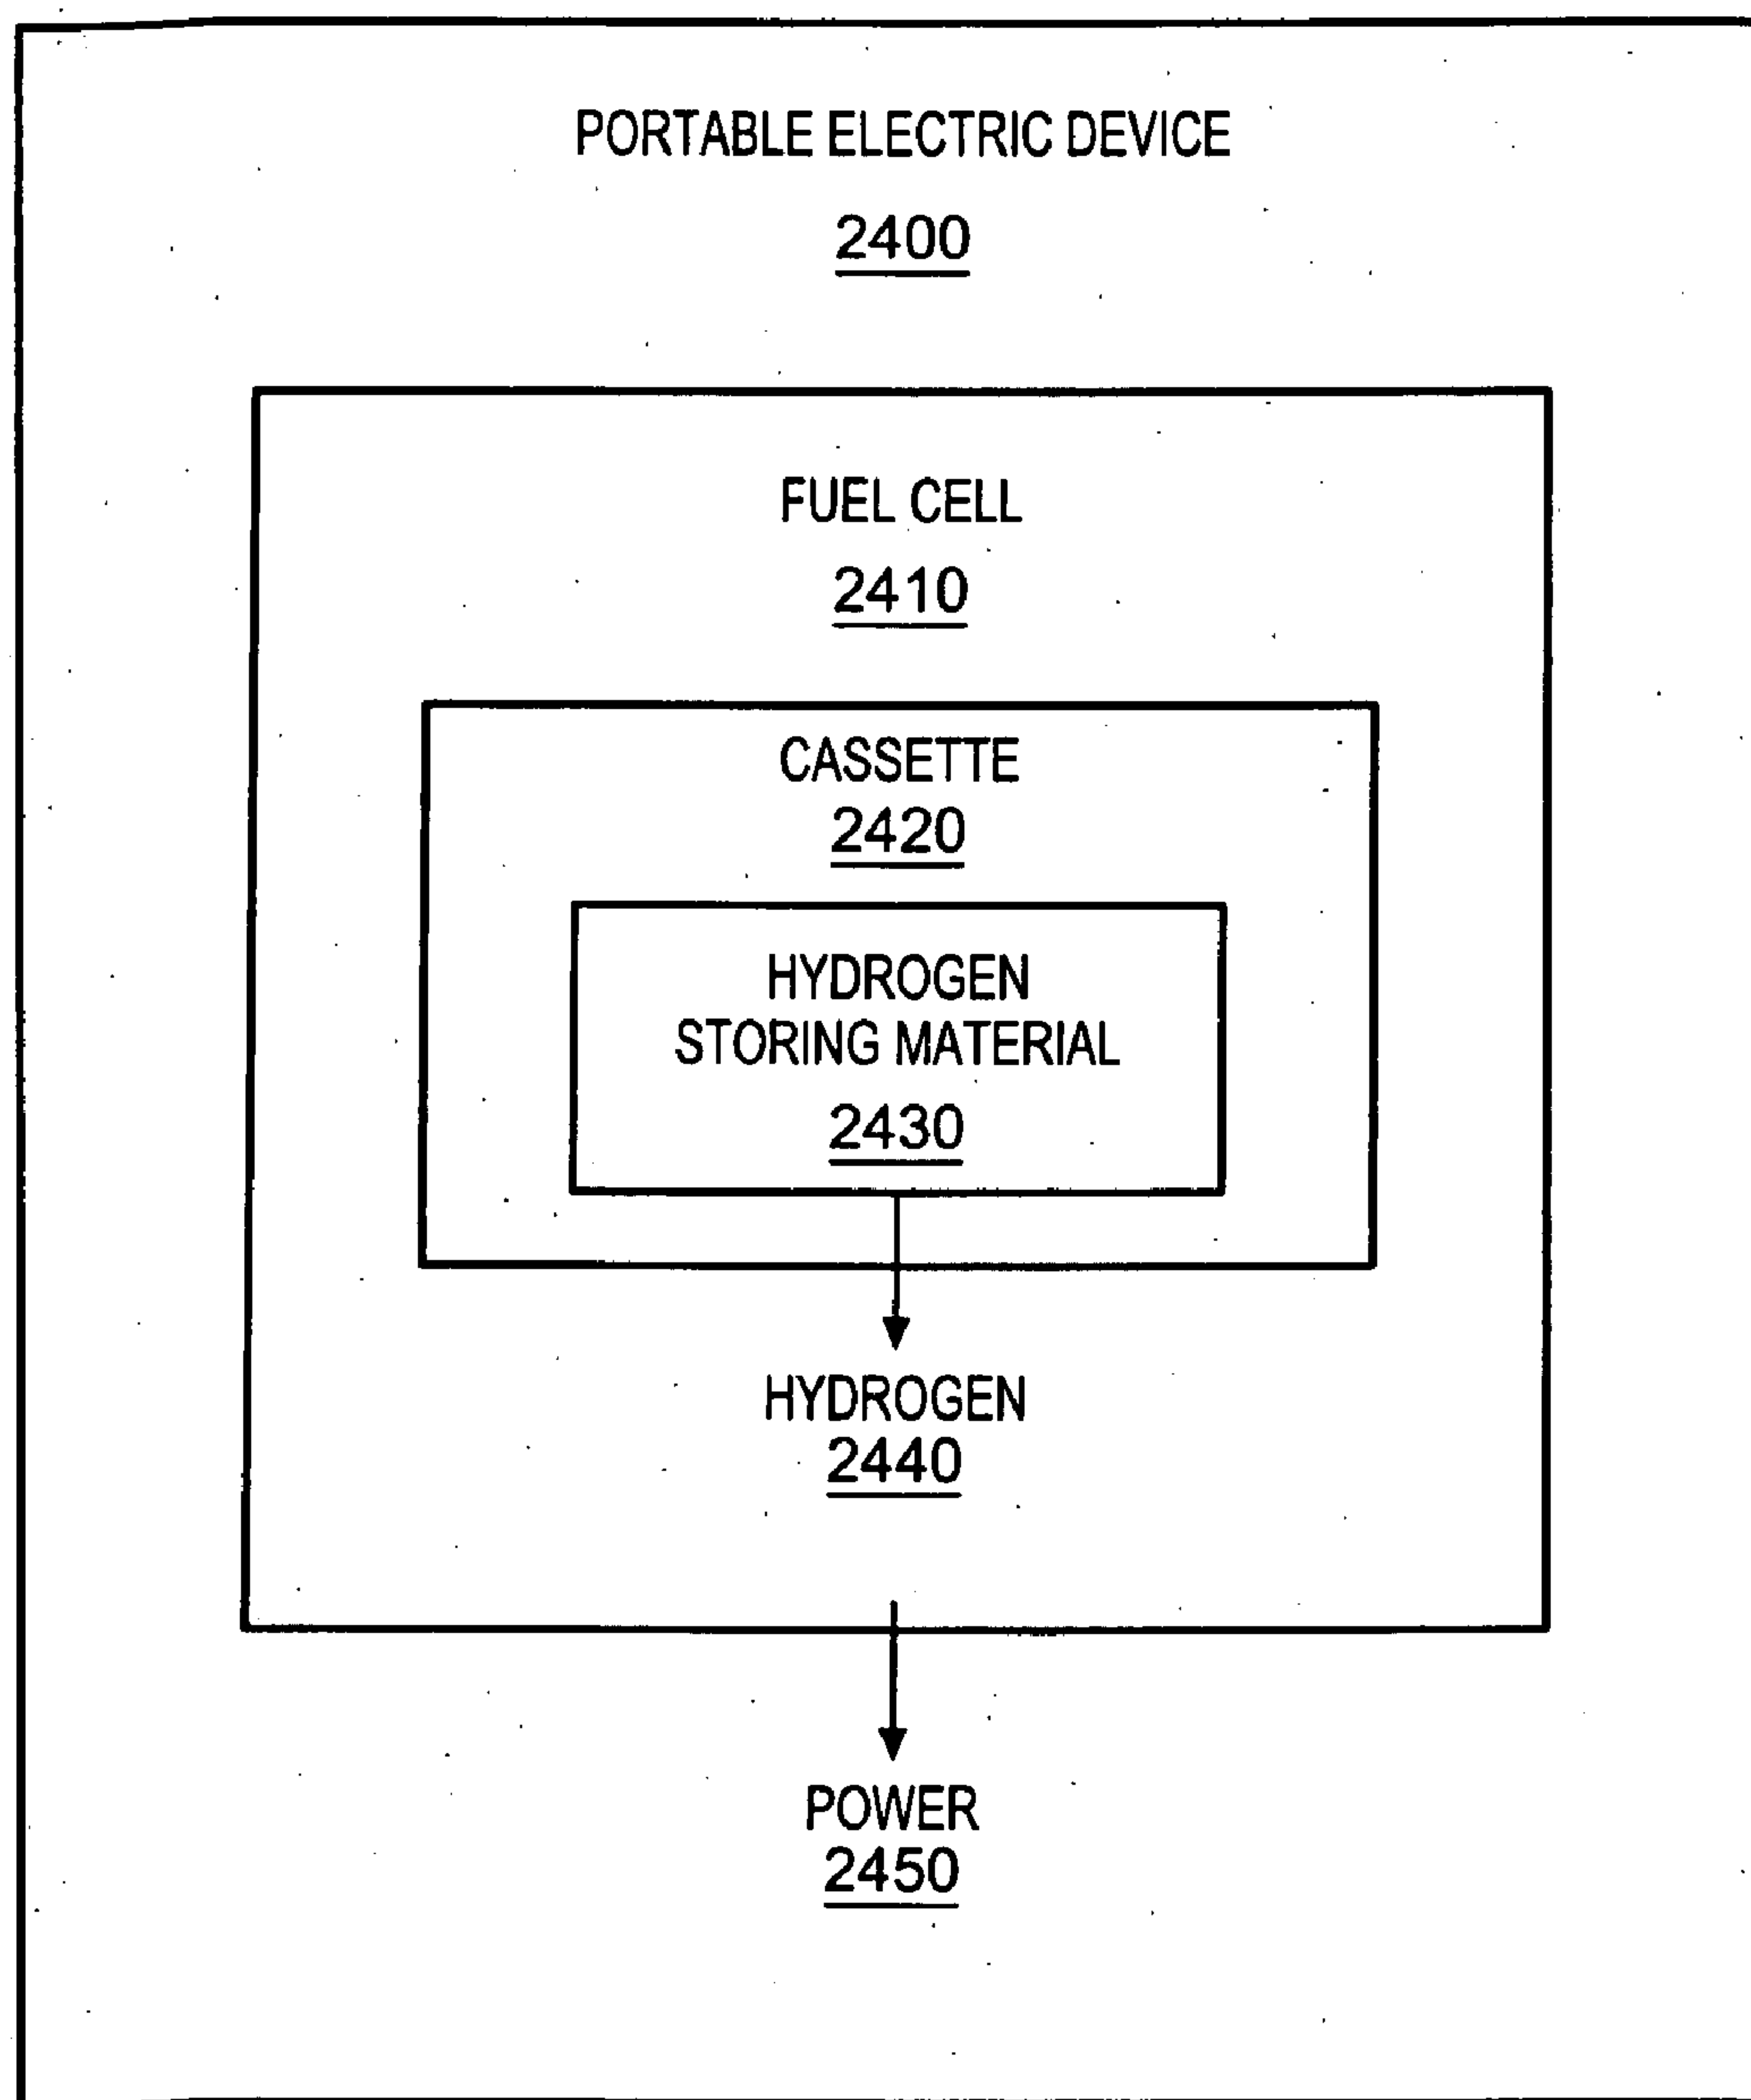 PORTABLE ELECTRIC DEVICE
2400
FUEL CELL
2410
CASSETTE
2420
HYDROGEN
STORING MATERIAL
2430
HYDROGEN
2440
POWER
2450